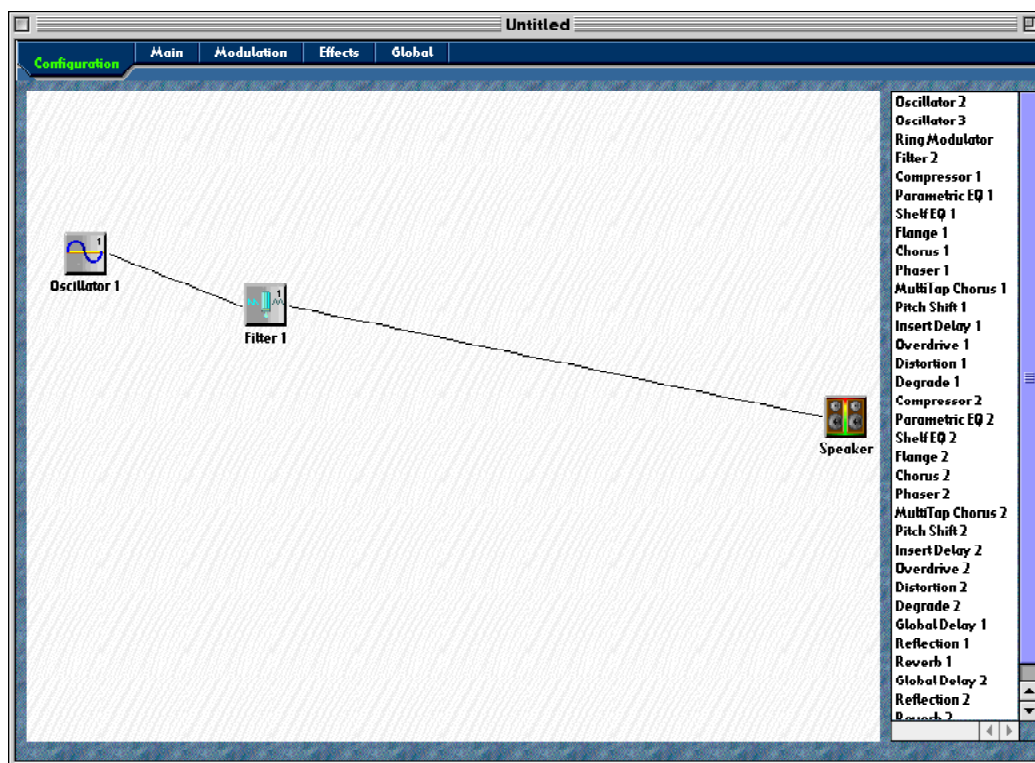 Untitled
Configuration
Main
Modulation
Effects
Global
1
Oscillator 1
1
Filter 1
Speaker
Oscillator 2
Oscillator 3
Ring Modulator
Filter 2
Compressor 1
Parametric EQ 1
Shelf EQ 1
Flange 1
Chorus 1
Phaser 1
MultiTap Chorus 1
Pitch Shift 1
Insert Delay 1
Overdrive 1
Distortion 1
Degrade 1
Compressor 2
Parametric EQ 2
Shelf EQ 2
Flange 2
Chorus 2
Phaser 2
MultiTap Chorus 2
Pitch Shift 2
Insert Delay 2
Overdrive 2
Distortion 2
Degrade 2
Global Delay 1
Reflection 1
Reverb 1
Global Delay 2
Reflection 2
Reverb 2